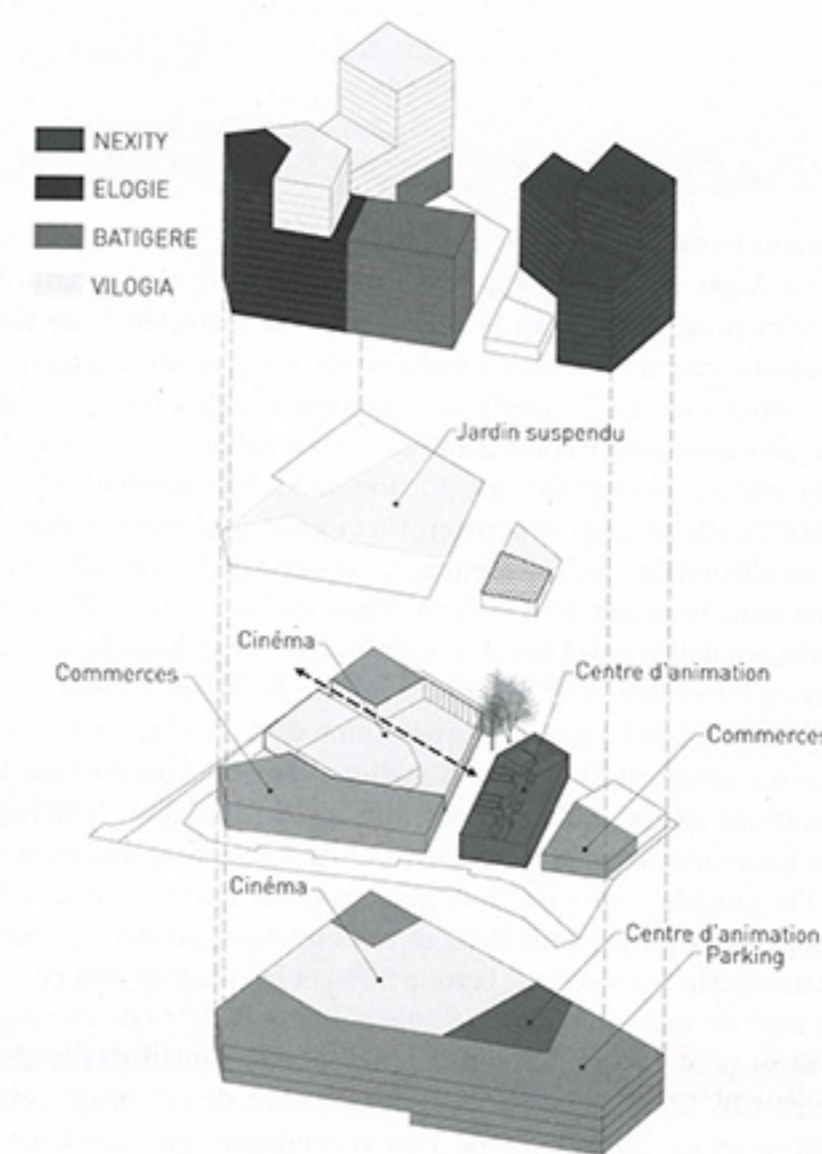 NEXITY
ELOGIE
BATIGERE
VILOGIA
Jardin suspendu
Cinéma
Commerces
Centre d'animation
Commerces
Cinéma
Centre d'animation
Parking